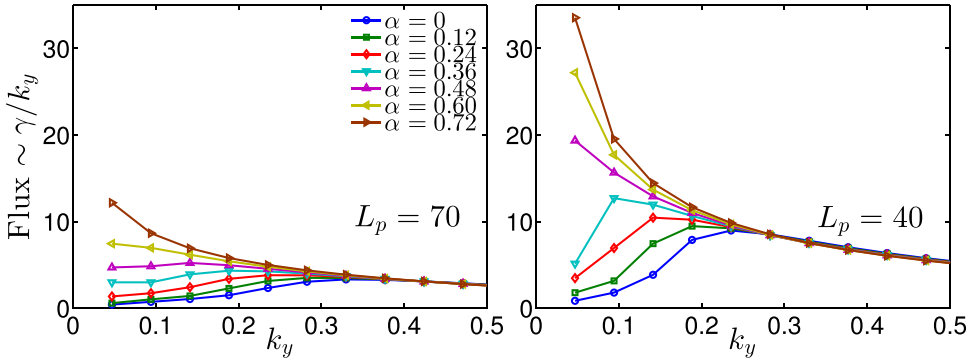 Flux ∼ γ/k_y
30
20
10
0
0
0.1
0.2
0.3
0.4
0.5
k_y
α = 0
α = 0.12
α = 0.24
α = 0.36
α = 0.48
α = 0.60
α = 0.72
L_p = 70
30
20
10
0
0
0.1
0.2
0.3
0.4
0.5
k_y
L_p = 40